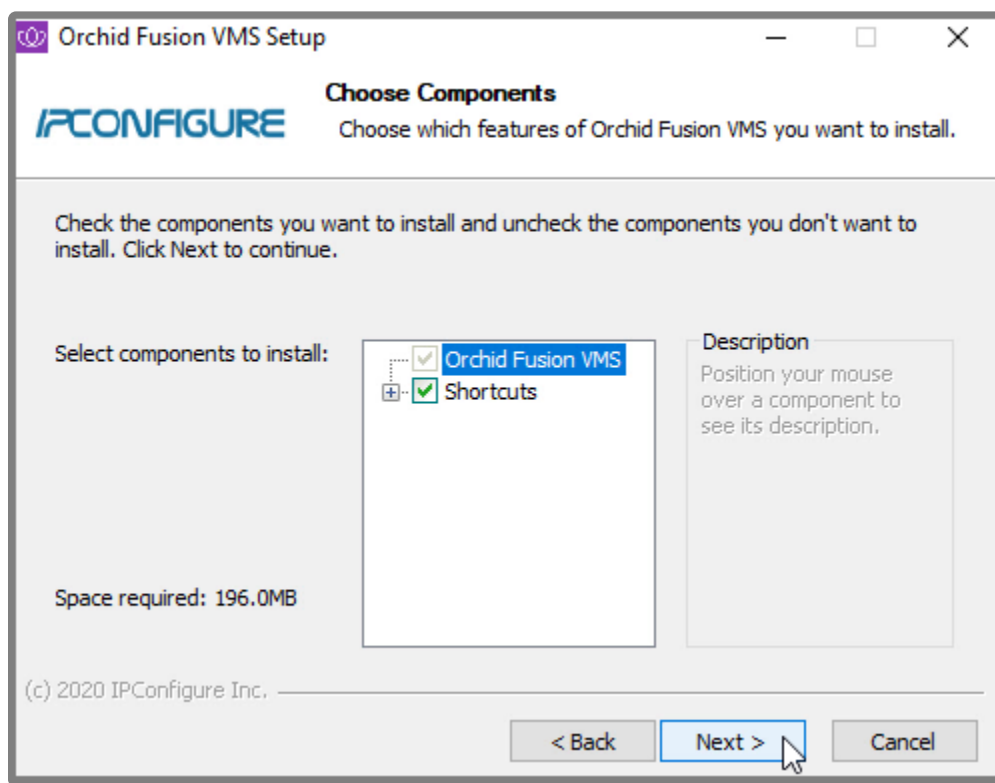 Orchid Fusion VMS Setup
IPCONFIGURE
Choose Components
Choose which features of Orchid Fusion VMS you want to install.
Check the components you want to install and uncheck the components you don't want to
install. Click Next to continue.
Select components to install:
Orchid Fusion VMS
Shortcuts
Description
Position your mouse
over a component to
see its description.
Space required: 196.0MB
(c) 2020 IPConfigure Inc.
< Back
Next >
Cancel